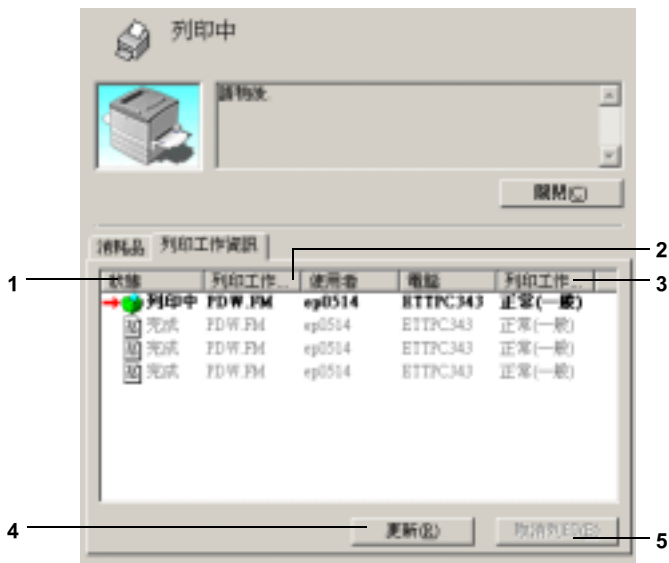 列印中
請稍後.
關閉(C)
消耗品 列印工作資訊
2
1 狀態 列印工作... 使用者 電腦 列印工作... 3
列印中 PDW.FM ep0514 ETTPC343 正常(一般)
完成 PDW.FM ep0514 ETTPC343 正常(一般)
完成 PDW.FM ep0514 ETTPC343 正常(一般)
完成 PDW.FM ep0514 ETTPC343 正常(一般)
4 更新(R) 取消列印(E) 5